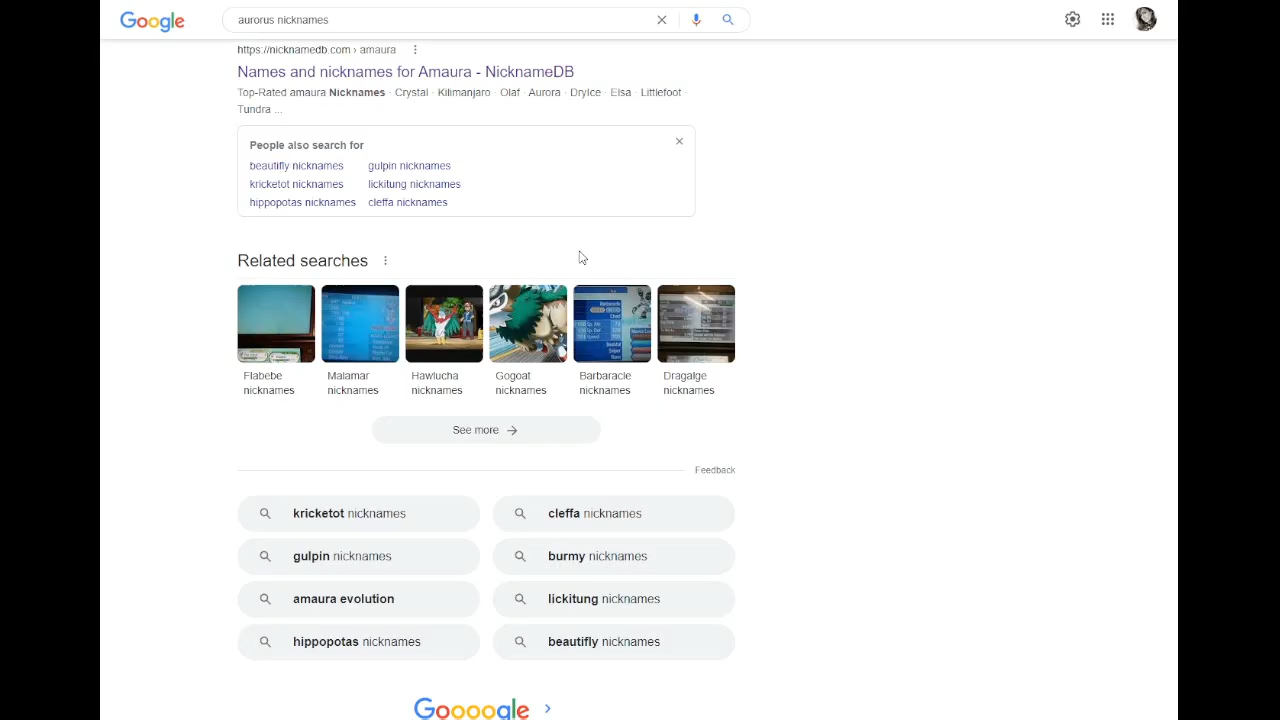 Google
aurorus nicknames
https://nicknamedb.com › amaura
Names and nicknames for Amaura - NicknameDB
Top-Rated amaura Nicknames · Crystal · Kilimanjaro · Olaf · Aurora · DryIce · Elsa · Littlefoot ·
Tundra ...
People also search for
beautifly nicknames gulpin nicknames
kricketot nicknames lickitung nicknames
hippopotas nicknames cleffa nicknames
Related searches
Flabebe nicknames
Malamar nicknames
Hawlucha nicknames
Gogoat nicknames
Barbaracle nicknames
Dragalge nicknames
See more
Feedback
kricketot nicknames cleffa nicknames
gulpin nicknames burmy nicknames
amaura evolution lickitung nicknames
hippopotas nicknames beautifly nicknames
Goooogle